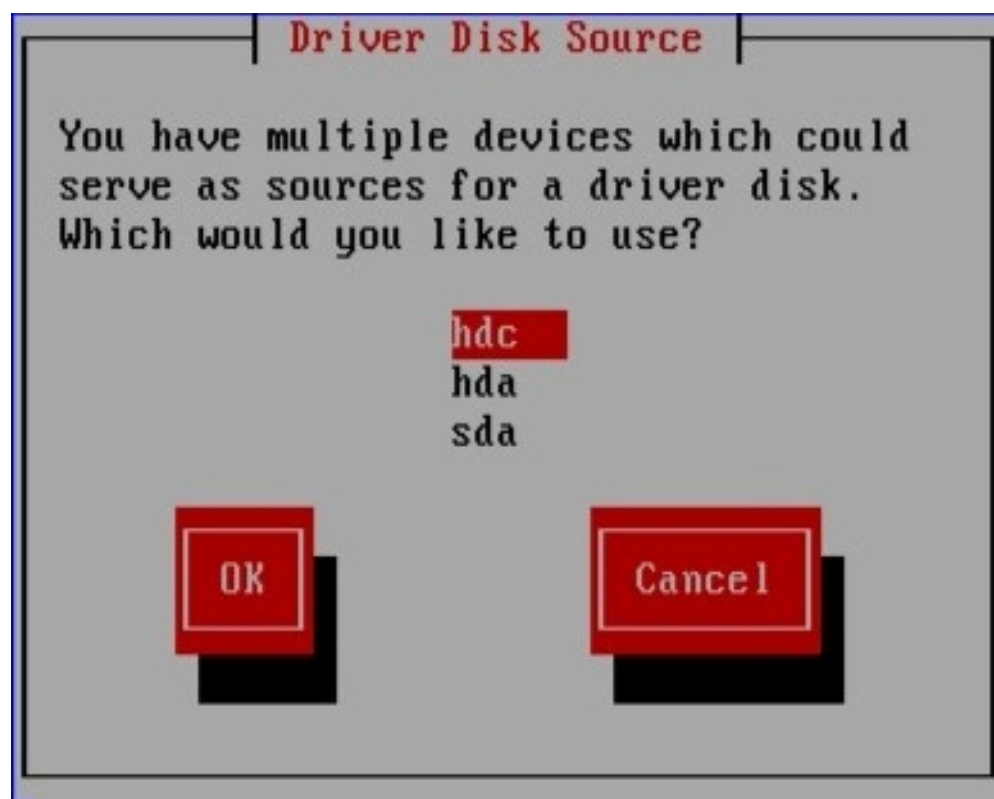 Driver Disk Source
You have multiple devices which could
serve as sources for a driver disk.
Which would you like to use?
hdc
hda
sda
OK Cancel